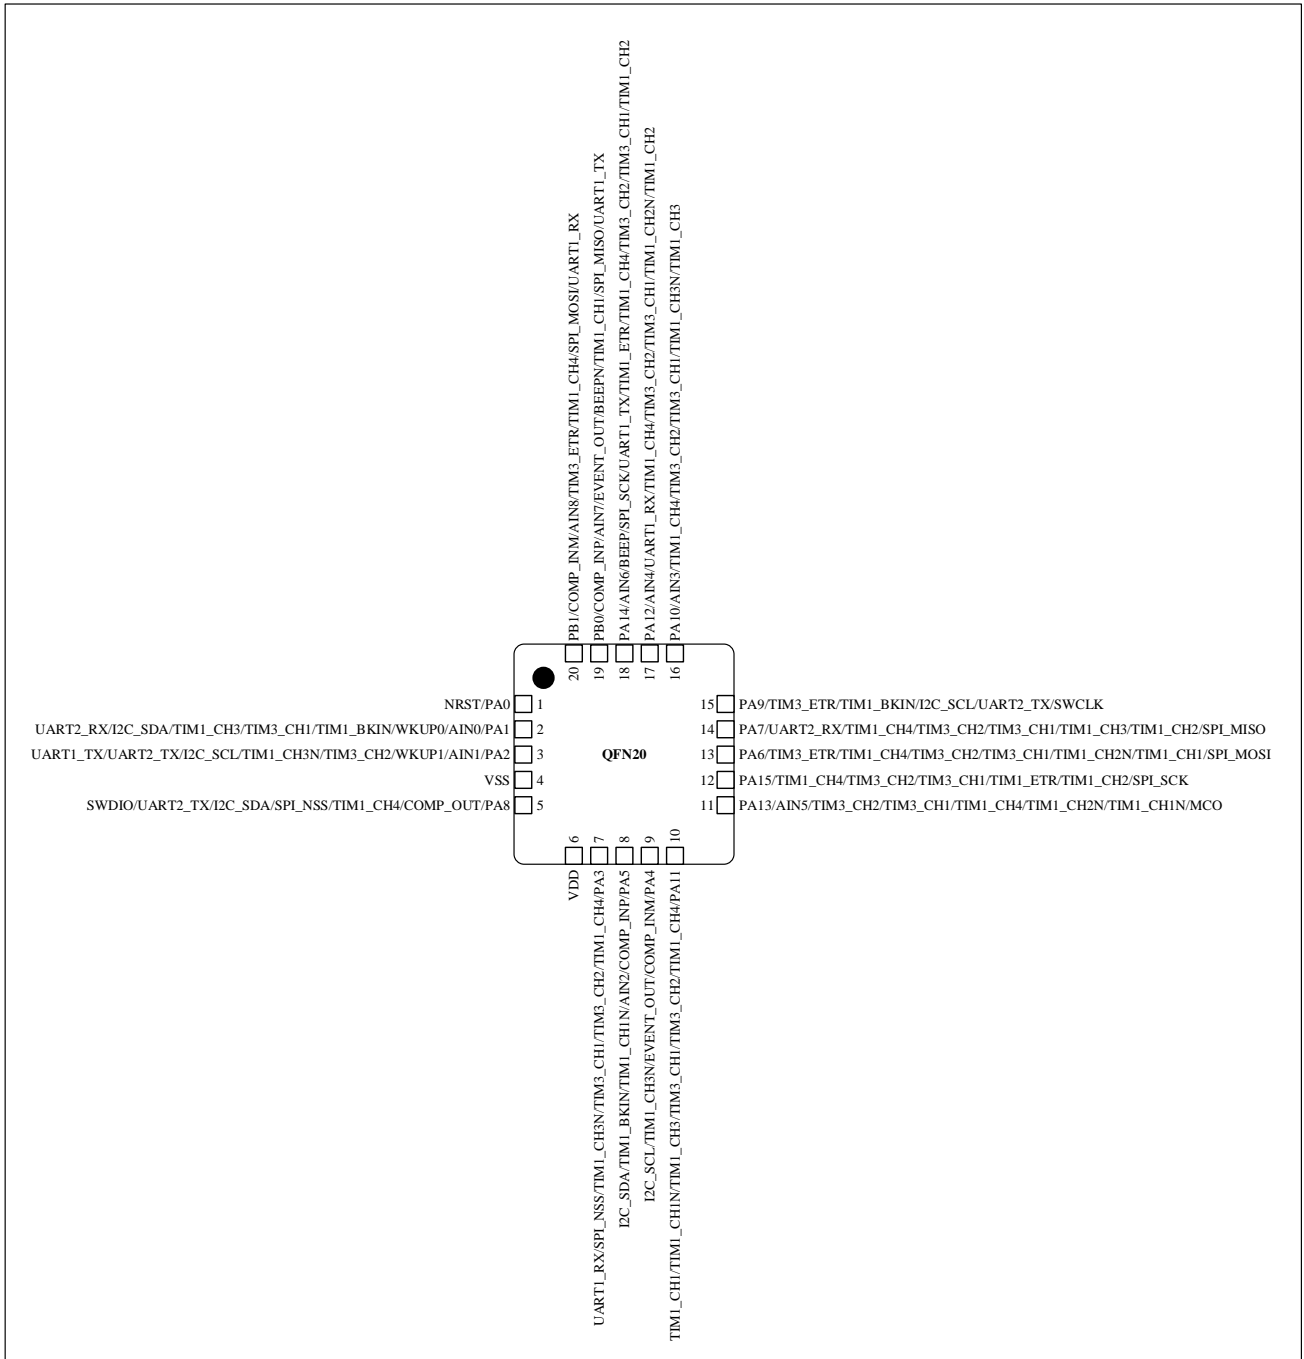 PB1/COMP_INM/AIN8/TIM3_ETR/TIM1_CH4/SPI_MOSI/UART1_RX
PB0/COMP_INP/AIN7/EVENT_OUT/BEEPN/TIM1_CH1/SPI_MISO/UART1_TX
PA14/AIN6/BEEP/SPI_SCK/UART1_TX/TIM1_ETR/TIM1_CH4/TIM3_CH2/TIM3_CH1/TIM1_CH2
PA12/AIN4/UART1_RX/TIM1_CH4/TIM3_CH2/TIM3_CH1/TIM1_CH2N/TIM1_CH2
PA10/AIN3/TIM1_CH4/TIM3_CH2/TIM3_CH1/TIM1_CH3N/TIM1_CH3
20
19
18
17
16
NRST/PA0 1
UART2_RX/I2C_SDA/TIM1_CH3/TIM3_CH1/TIM1_BKIN/WKUP0/AIN0/PA1 2
UART1_TX/UART2_TX/I2C_SCL/TIM1_CH3N/TIM3_CH2/WKUP1/AIN1/PA2 3
VSS 4
SWDIO/UART2_TX/I2C_SDA/SPI_NSS/TIM1_CH4/COMP_OUT/PA8 5
QFN20
15 PA9/TIM3_ETR/TIM1_BKIN/I2C_SCL/UART2_TX/SWCLK
14 PA7/UART2_RX/TIM1_CH4/TIM3_CH2/TIM3_CH1/TIM1_CH3/TIM1_CH2/SPI_MISO
13 PA6/TIM3_ETR/TIM1_CH4/TIM3_CH2/TIM3_CH1/TIM1_CH2N/TIM1_CH1/SPI_MOSI
12 PA15/TIM1_CH4/TIM3_CH2/TIM3_CH1/TIM1_ETR/TIM1_CH2/SPI_SCK
11 PA13/AIN5/TIM3_CH2/TIM3_CH1/TIM1_CH4/TIM1_CH2N/TIM1_CH1N/MCO
6
7
8
9
10
VDD
UART1_RX/SPI_NSS/TIM1_CH3N/TIM3_CH1/TIM3_CH2/TIM1_CH4/PA3
I2C_SDA/TIM1_BKIN/TIM1_CH1N/AIN2/COMP_INP/PA5
I2C_SCL/TIM1_CH3N/EVENT_OUT/COMP_INM/PA4
TIM1_CH1/TIM1_CH1N/TIM1_CH3/TIM3_CH1/TIM3_CH2/TIM1_CH4/PA11